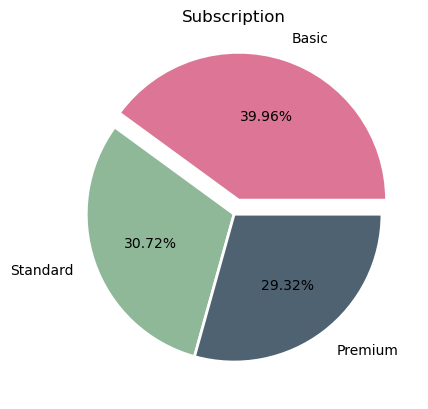 Subscription
Basic
39.96%
30.72%
Standard
29.32%
Premium